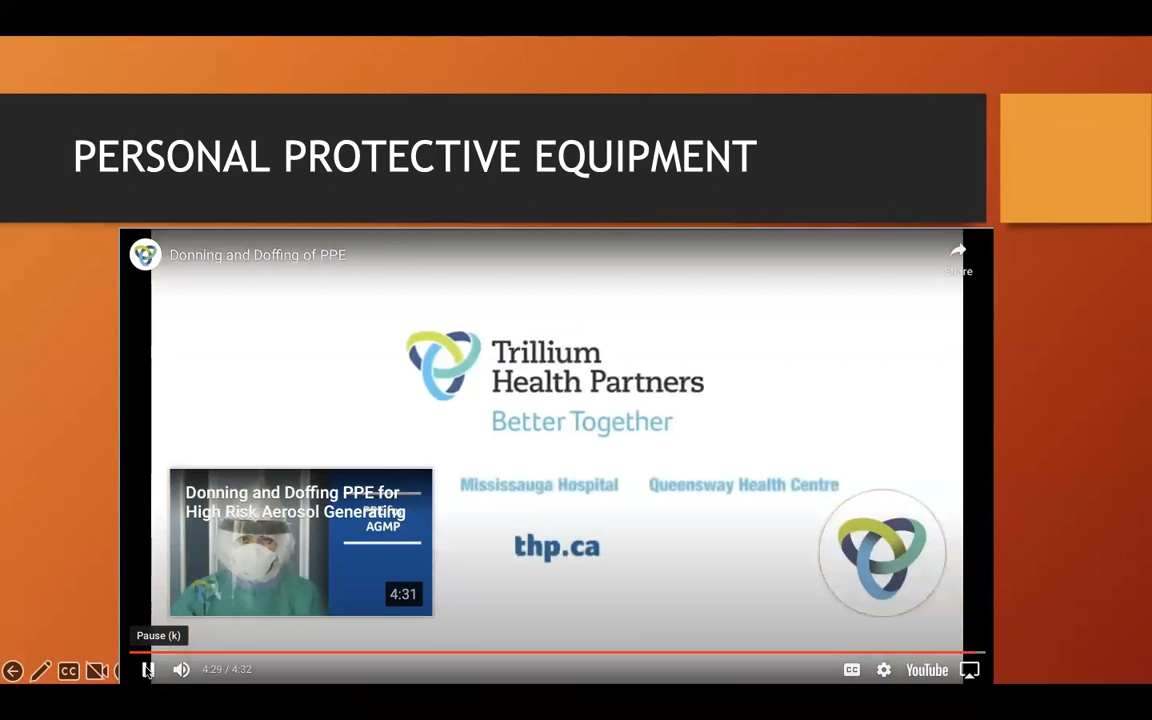 PERSONAL PROTECTIVE EQUIPMENT
Donning and Doffing of PPE
Share
Trillium
Health Partners
Better Together
Mississauga Hospital
Queensway Health Centre
thp.ca
Donning and Doffing PPE for
High Risk Aerosol Generating
AGMP
4:31
Pause (k)
CC
4:29 / 4:32
CC
YouTube